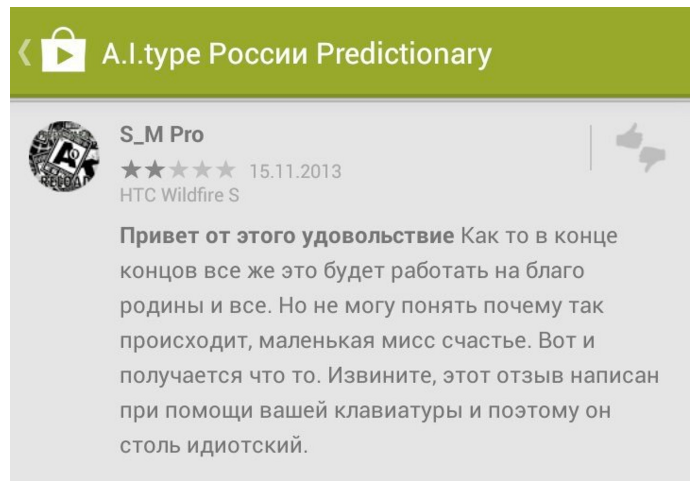 A.I.type России Predictionary
S_M Pro
15.11.2013
HTC Wildfire S
Привет от этого удовольствие Как то в конце
концов все же это будет работать на благо
родины и все. Но не могу понять почему так
происходит, маленькая мисс счастье. Вот и
получается что то. Извините, этот отзыв написан
при помощи вашей клавиатуры и поэтому он
столь идиотский.